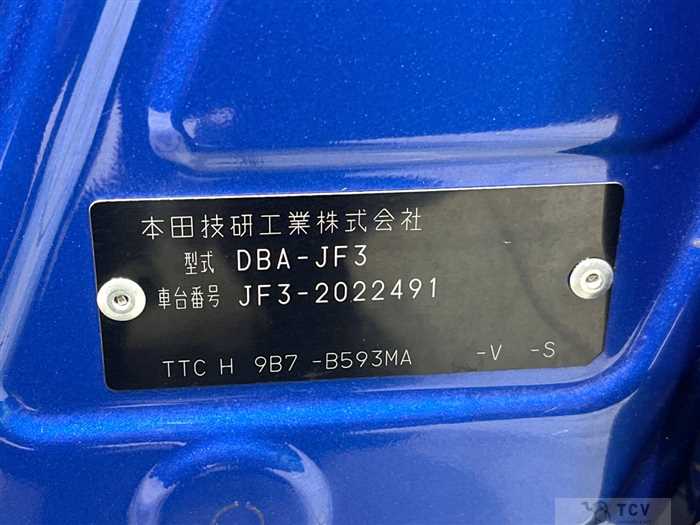 本田技研工業株式会社
型式 DBA-JF3
車台番号 JF3-2022491
TTC H 9B7 -B593MA -V -S
TCV